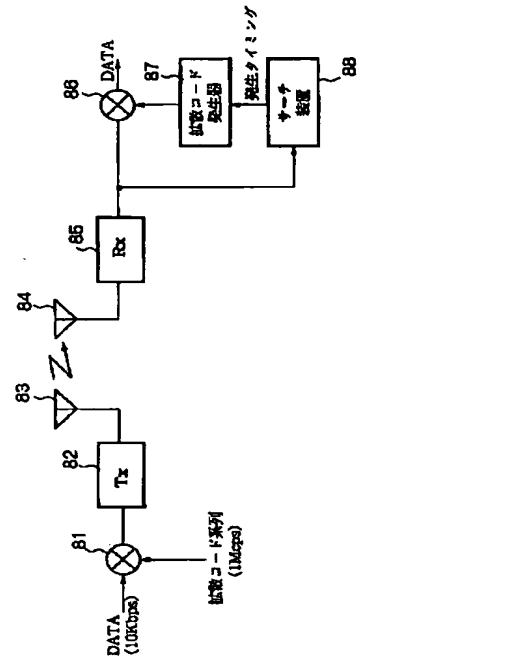 DATA
(10Kbps)
81
拡散コード系列
(1Mcps)
82
Tx
83
84
85
Rx
86
DATA
87
拡散コード
発生器
発生タイミング
サーチ
装置
88